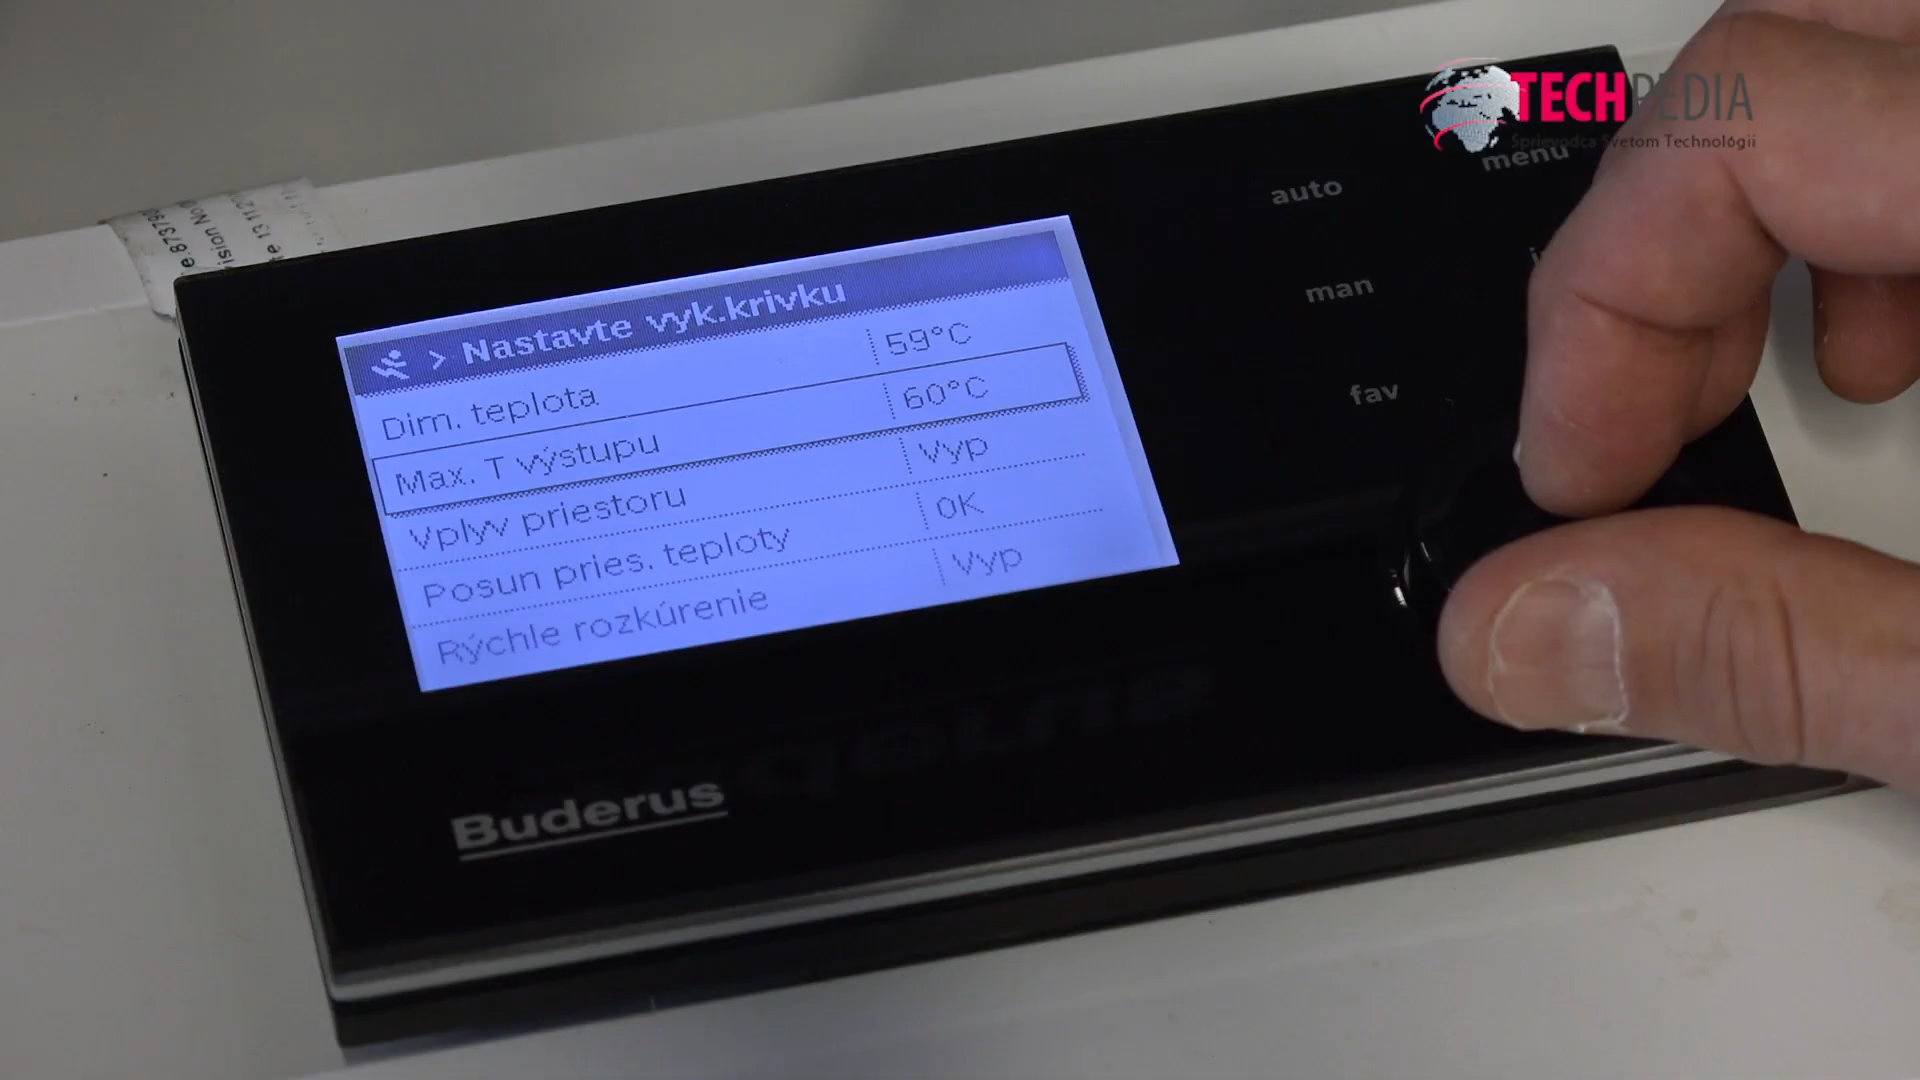 TECHPEDIA
Sprievodca Svetom Technológii
menu
auto
man
fav
> Nastavte vyk.krivku
Dim. teplota 59°C
Max. T výstupu 60°C
Vplyv priestoru Vyp
Posun pries. teploty 0K
Rýchle rozkúrenie Vyp
Buderus